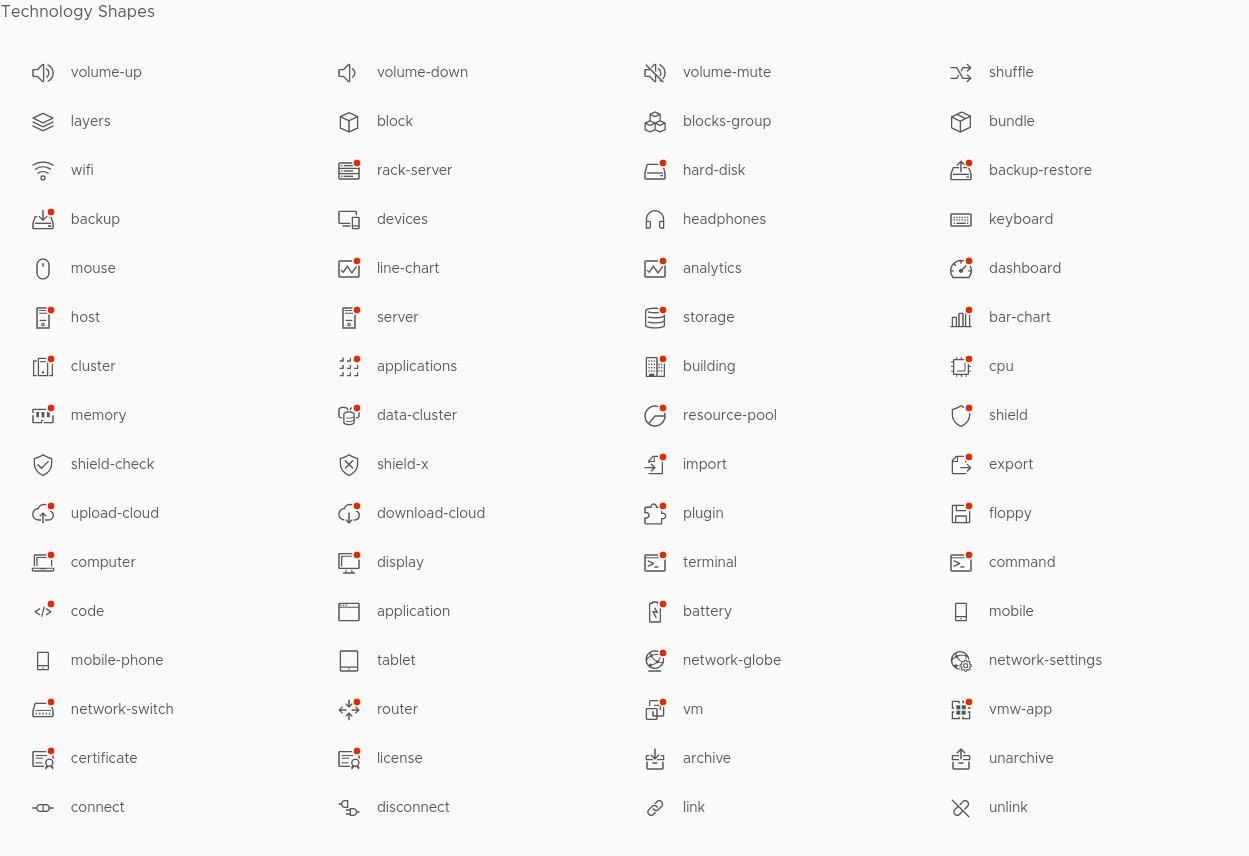 Technology Shapes
volume-up volume-down volume-mute shuffle
layers block blocks-group bundle
wifi rack-server hard-disk backup-restore
backup devices headphones keyboard
mouse line-chart analytics dashboard
host server storage bar-chart
cluster applications building cpu
memory data-cluster resource-pool shield
shield-check shield-x import export
upload-cloud download-cloud plugin floppy
computer display terminal command
code application battery mobile
mobile-phone tablet network-globe network-settings
network-switch router vm vmw-app
certificate license archive unarchive
connect disconnect link unlink